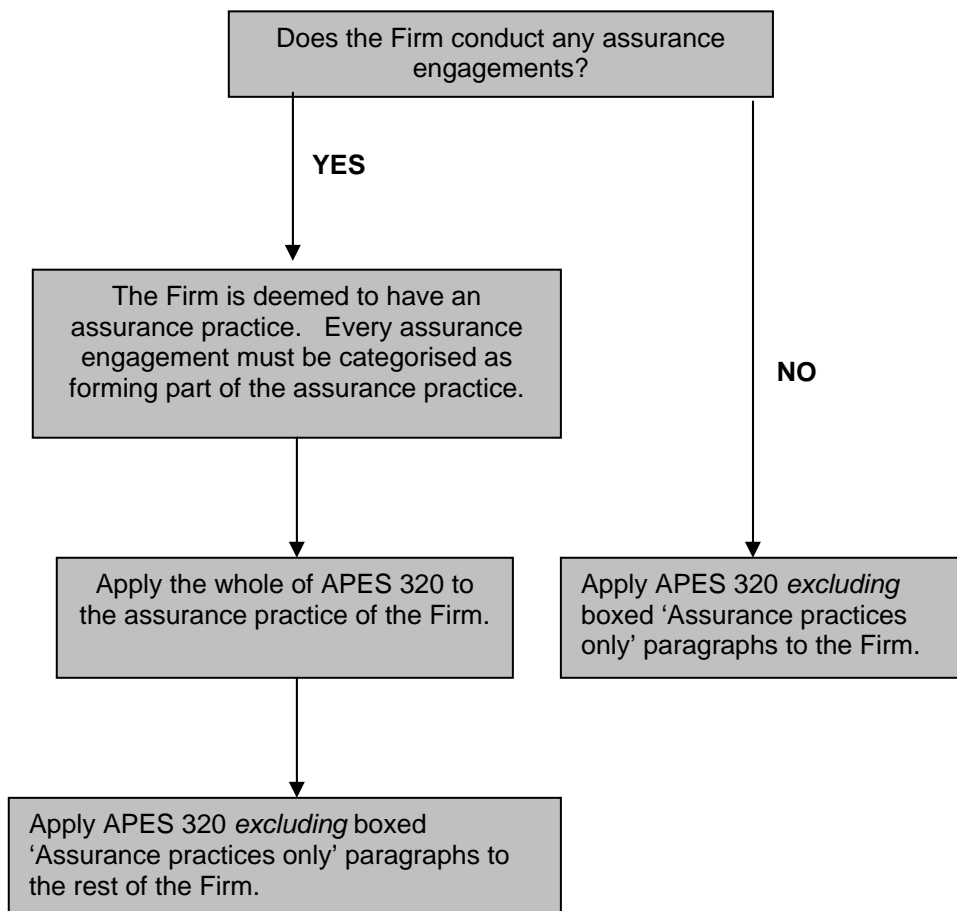 Does the Firm conduct any assurance
engagements?
YES
The Firm is deemed to have an
assurance practice. Every assurance
engagement must be categorised as
forming part of the assurance practice.
NO
Apply the whole of APES 320 to
the assurance practice of the Firm.
Apply APES 320 excluding
boxed ‘Assurance practices
only’ paragraphs to the Firm.
Apply APES 320 excluding boxed
‘Assurance practices only’ paragraphs to
the rest of the Firm.